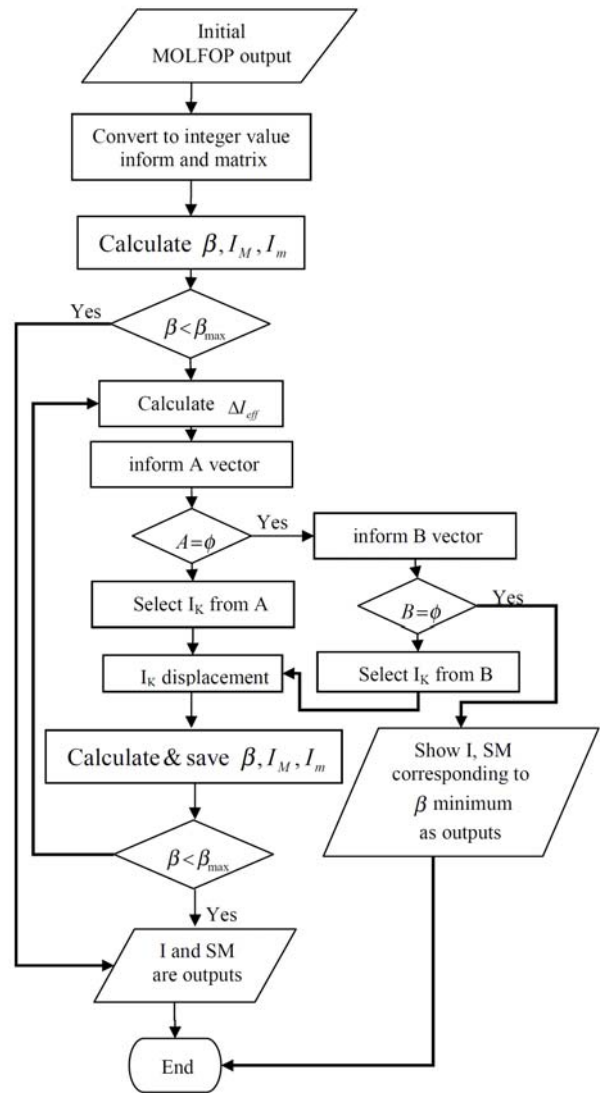 Initial
MOLFOP output
Convert to integer value
inform and matrix
Calculate β, I_M, I_m
Yes
β < β_max
Calculate ΔI_eff
inform A vector
A=ϕ
Yes
inform B vector
Select I_K from A
B=ϕ
Yes
I_K displacement
Select I_K from B
Calculate & save β, I_M, I_m
Show I, SM
corresponding to
β minimum
as outputs
β < β_max
Yes
I and SM
are outputs
End